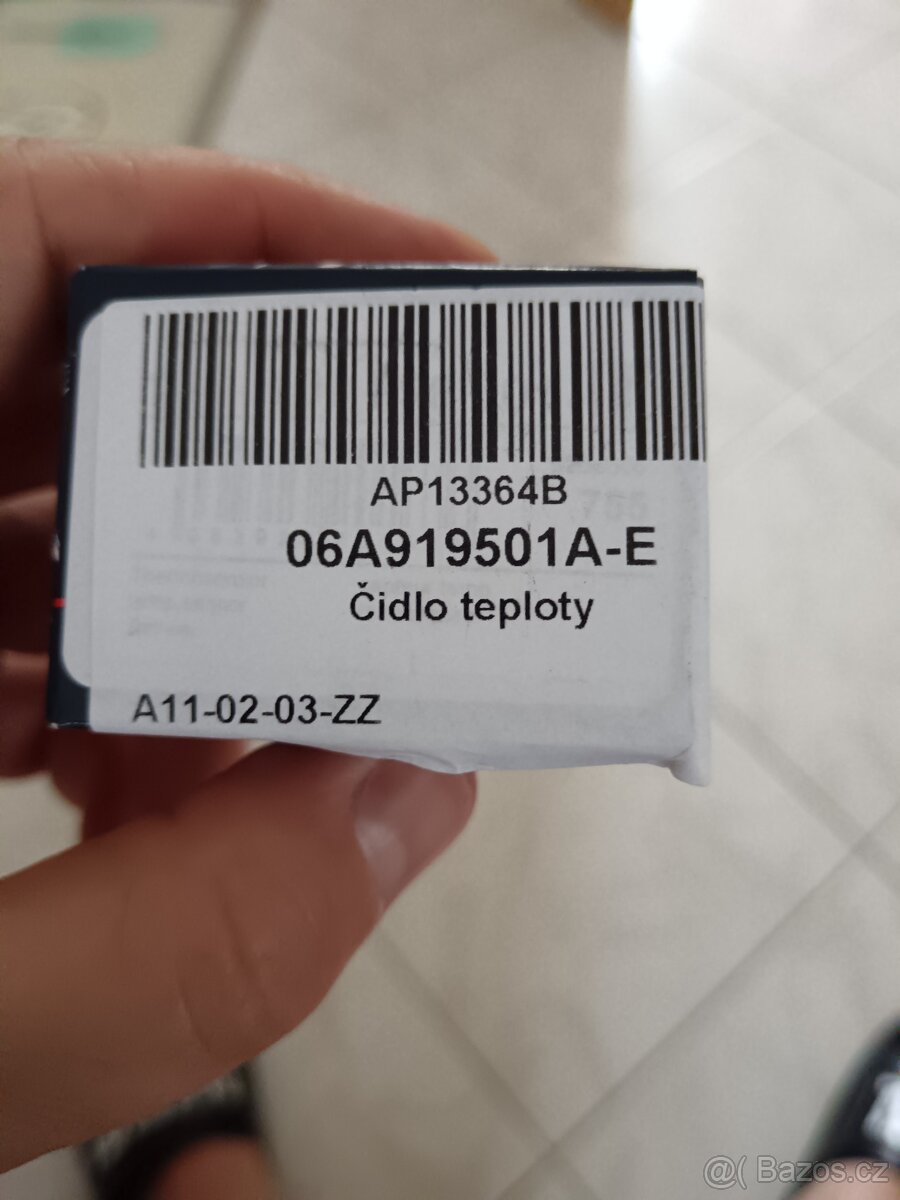 AP13364B
06A919501A-E
Čidlo teploty
A11-02-03-ZZ
@( Bazos.cz